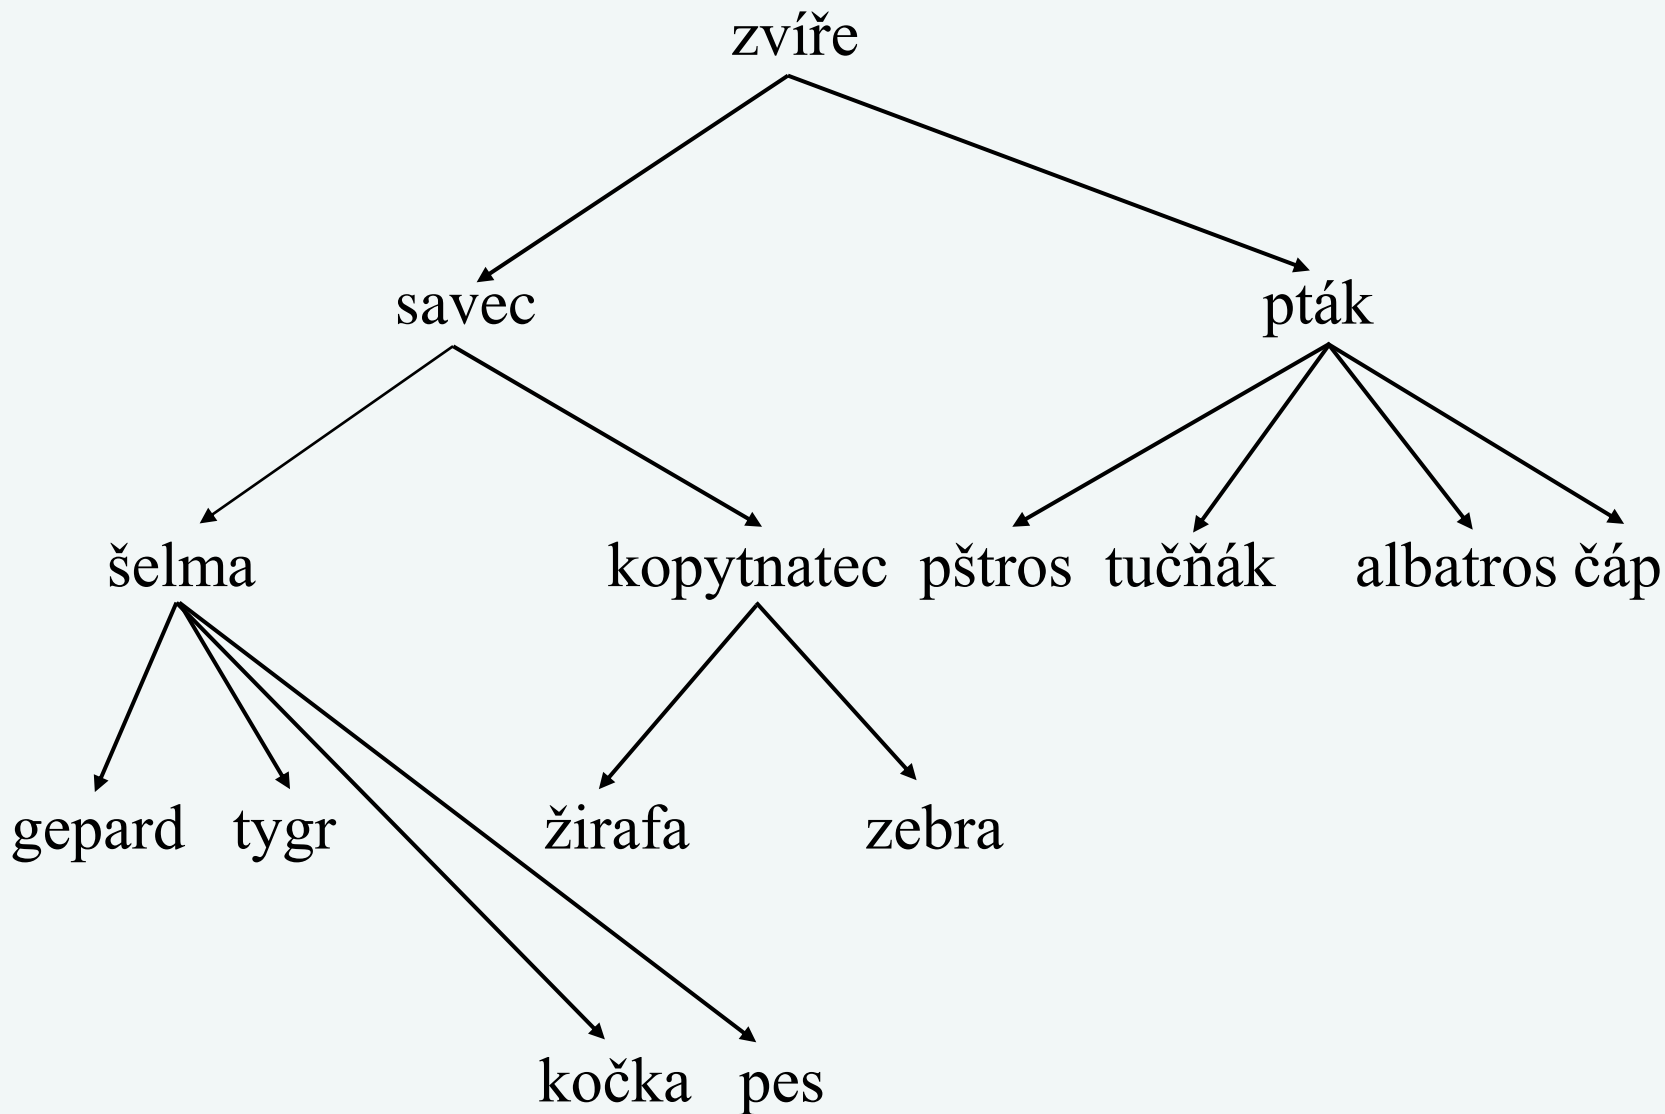 zvíře
savec pták
šelma kopytnatec pštros tučňák albatros čáp
gepard tygr žirafa zebra
kočka pes